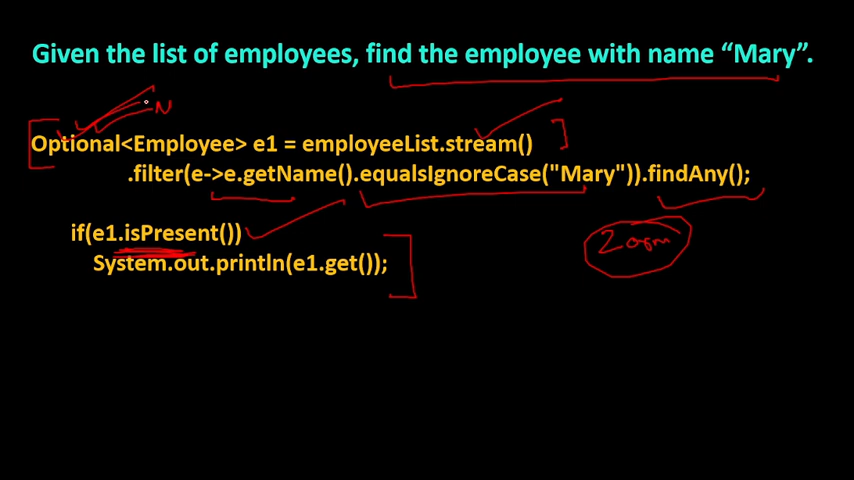 Given the list of employees, find the employee with name “Mary”.
N
Optional<Employee> e1 = employeeList.stream()
.filter(e->e.getName().equalsIgnoreCase("Mary")).findAny();
if(e1.isPresent())
System.out.println(e1.get());